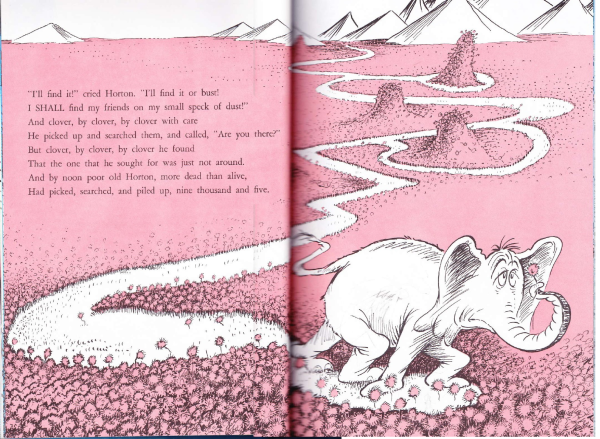 "I'll find it!" cried Horton. "I'll find it or bust!
I SHALL find my friends on my small speck of dust!"
And clover, by clover, by clover with care
He picked up and searched them, and called, "Are you there?"
But clover, by clover, by clover he found
That the one that he sought for was just not around.
And by noon poor old Horton, more dead than alive,
Had picked, searched, and piled up, nine thousand and five.